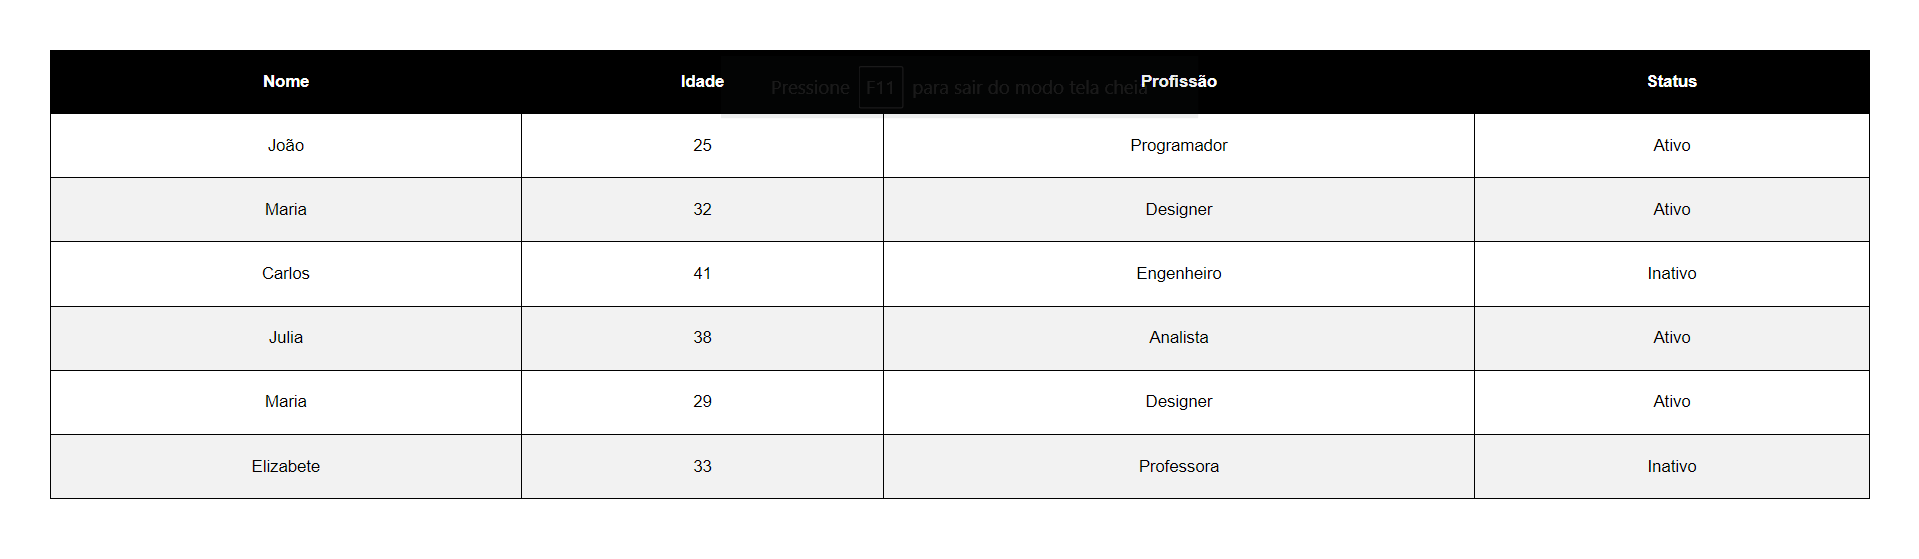 Nome Idade Profissão Status
Pressione F11 para sair do modo tela cheia
João 25 Programador Ativo
Maria 32 Designer Ativo
Carlos 41 Engenheiro Inativo
Julia 38 Analista Ativo
Maria 29 Designer Ativo
Elizabete 33 Professora Inativo